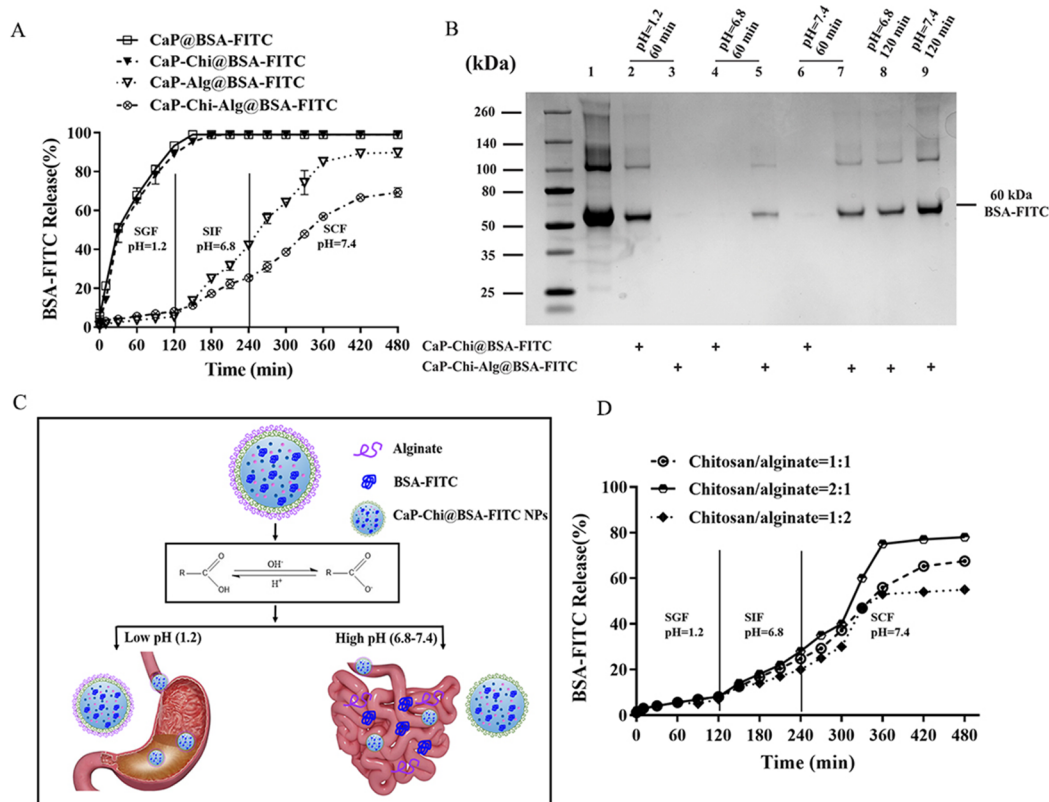 A
CaP@BSA-FITC
CaP-Chi@BSA-FITC
CaP-Alg@BSA-FITC
CaP-Chi-Alg@BSA-FITC
BSA-FITC Release(%)
100
80
60
40
20
0
SGF
pH=1.2
SIF
pH=6.8
SCF
pH=7.4
0 60 120 180 240 300 360 420 480
Time (min)
B
pH=1.2
60 min
pH=6.8
60 min
pH=7.4
60 min
pH=6.8
120 min
pH=7.4
120 min
(kDa)
1 2 3 4 5 6 7 8 9
260
140
100
80
60
50
35
25
60 kDa
BSA-FITC
CaP-Chi@BSA-FITC + + +
CaP-Chi-Alg@BSA-FITC + + + + +
C
Alginate
BSA-FITC
CaP-Chi@BSA-FITC NPs
R C O OH
OH-
H+
R C O O-
Low pH (1.2)
High pH (6.8-7.4)
D
Chitosan/alginate=1:1
Chitosan/alginate=2:1
Chitosan/alginate=1:2
BSA-FITC Release(%)
100
80
60
40
20
0
SGF
pH=1.2
SIF
pH=6.8
SCF
pH=7.4
0 60 120 180 240 300 360 420 480
Time (min)